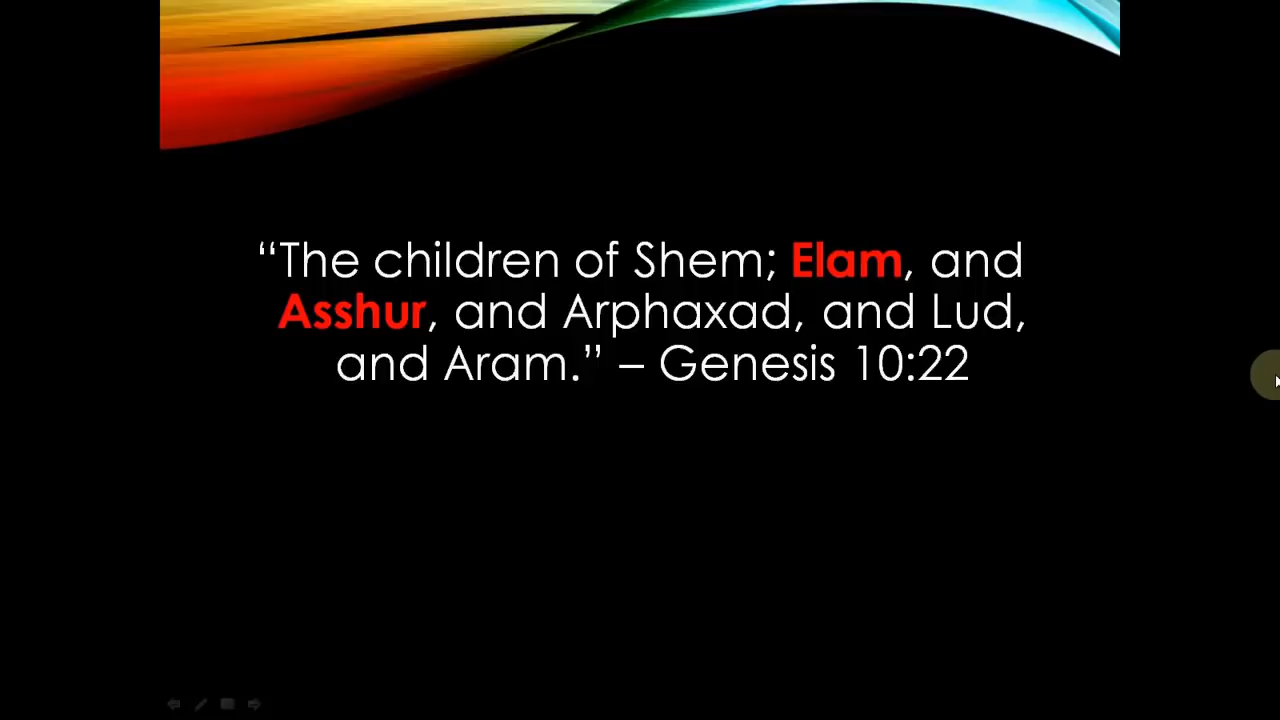 “The children of Shem; Elam, and
Asshur, and Arphaxad, and Lud,
and Aram.” – Genesis 10:22